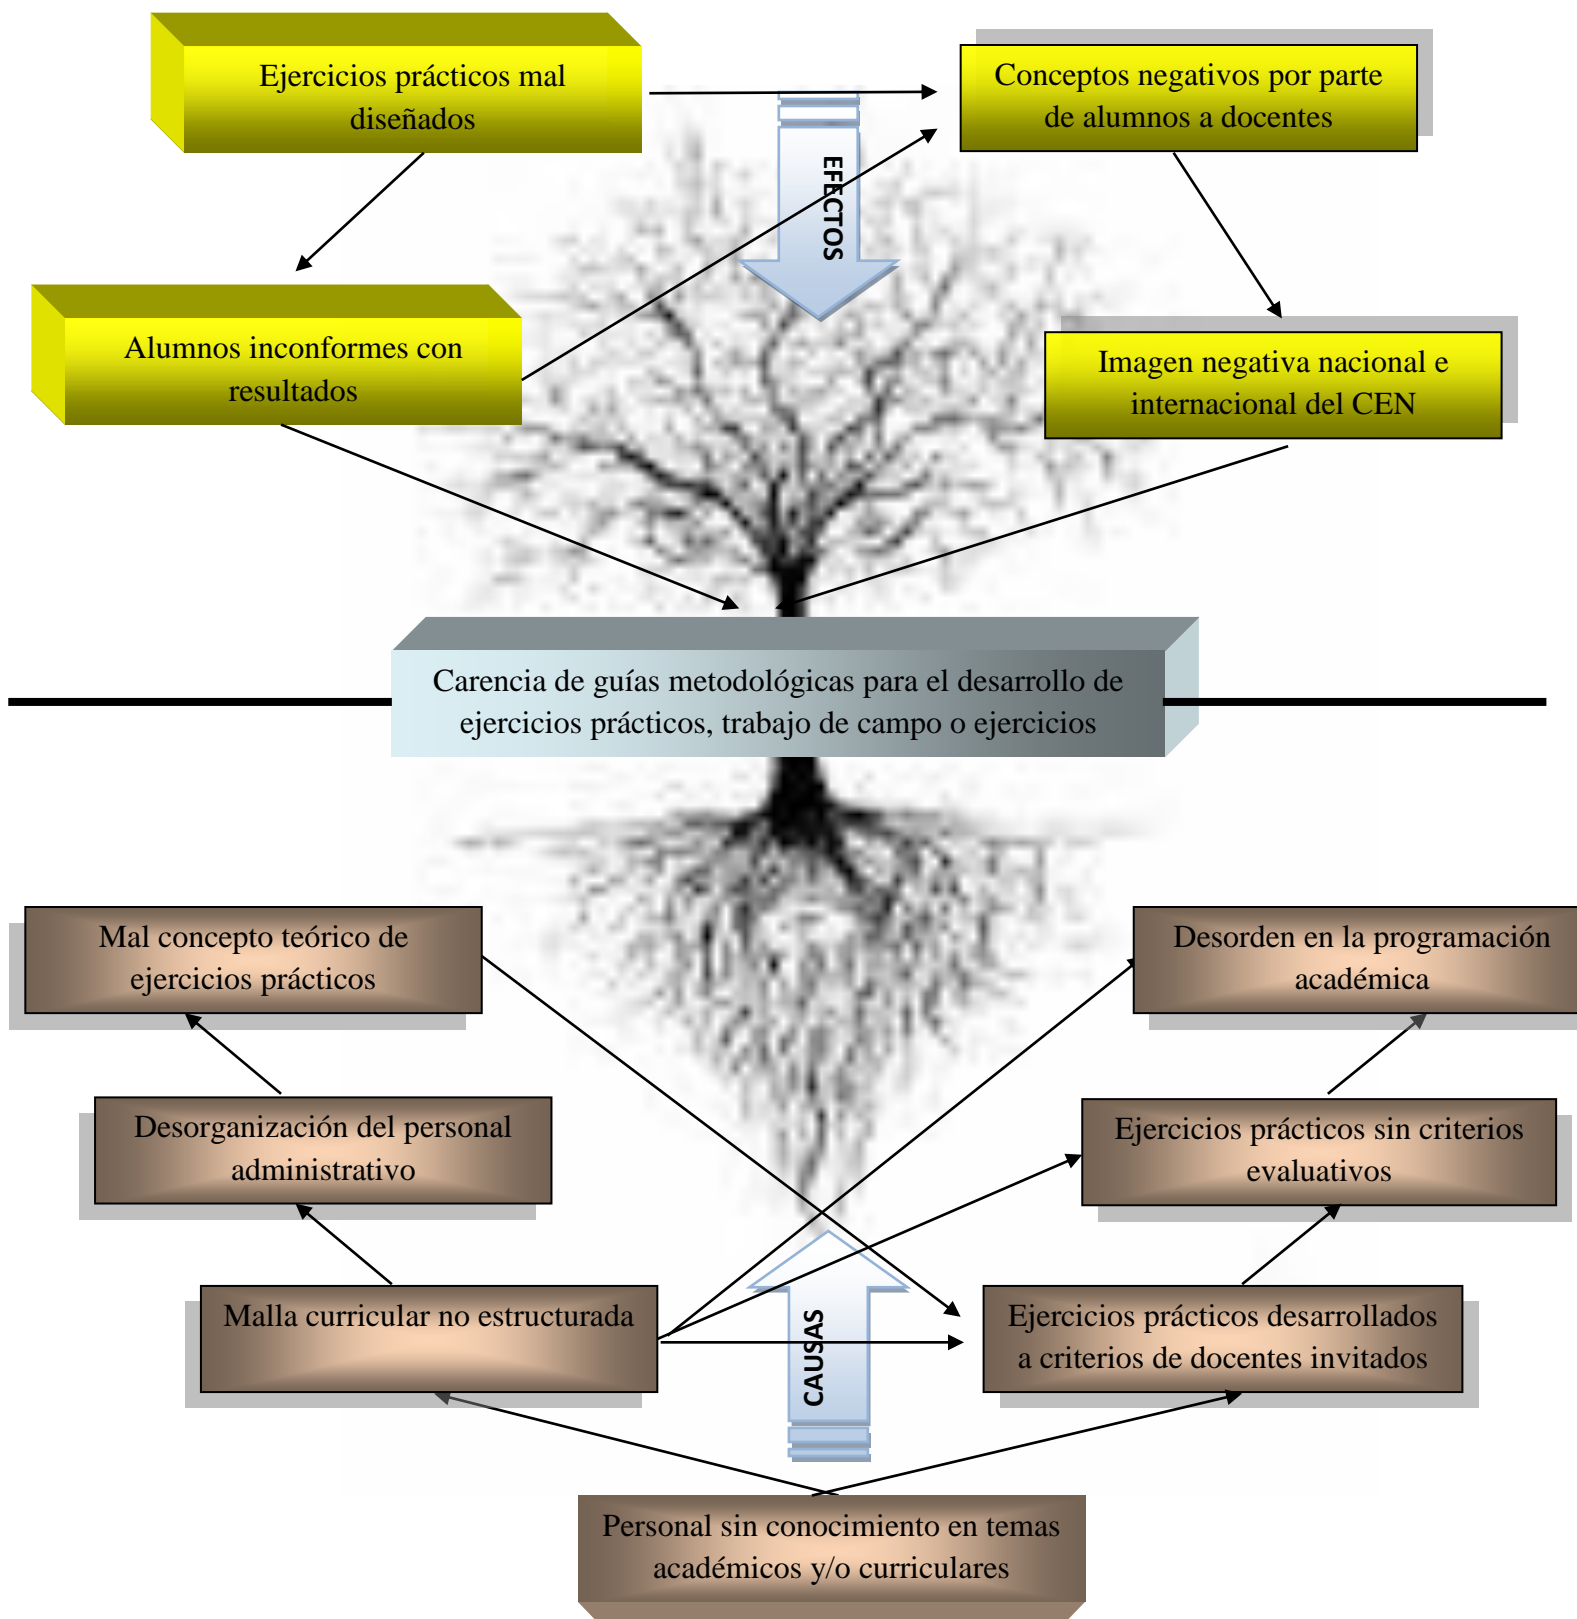 Ejercicios prácticos mal
diseñados
Conceptos negativos por parte
de alumnos a docentes
EFECTOS
Alumnos inconformes con
resultados
Imagen negativa nacional e
internacional del CEN
Carencia de guías metodológicas para el desarrollo de
ejercicios prácticos, trabajo de campo o ejercicios
Mal concepto teórico de
ejercicios prácticos
Desorden en la programación
académica
Desorganización del personal
administrativo
Ejercicios prácticos sin criterios
evaluativos
Malla curricular no estructurada
Ejercicios prácticos desarrollados
a criterios de docentes invitados
CAUSAS
Personal sin conocimiento en temas
académicos y/o curriculares